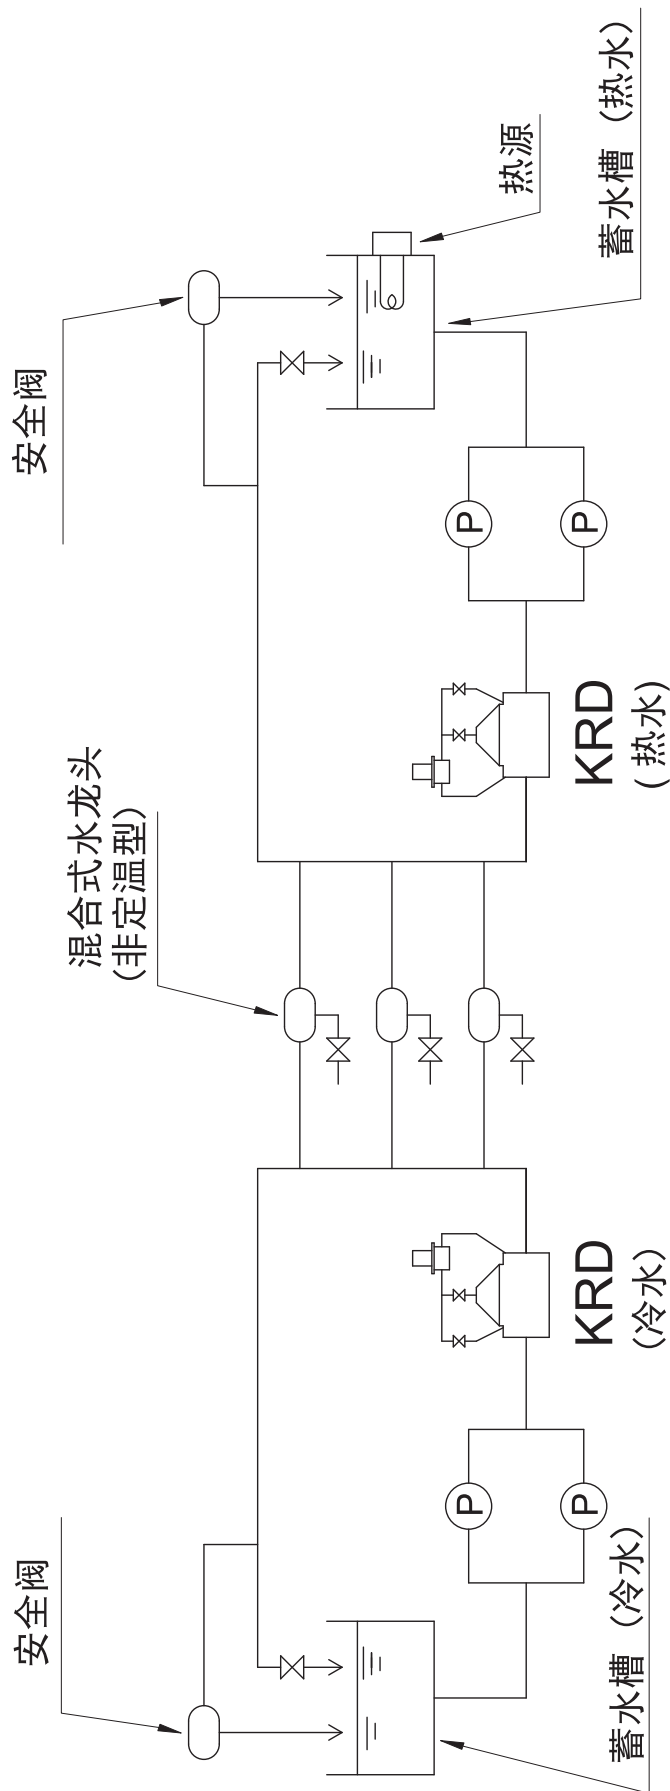 安全阀
安全阀
混合式水龙头
(非定温型)
P
P
热源
P
P
KRD
(冷水)
KRD
(热水)
蓄水槽 (冷水)
蓄水槽 (热水)